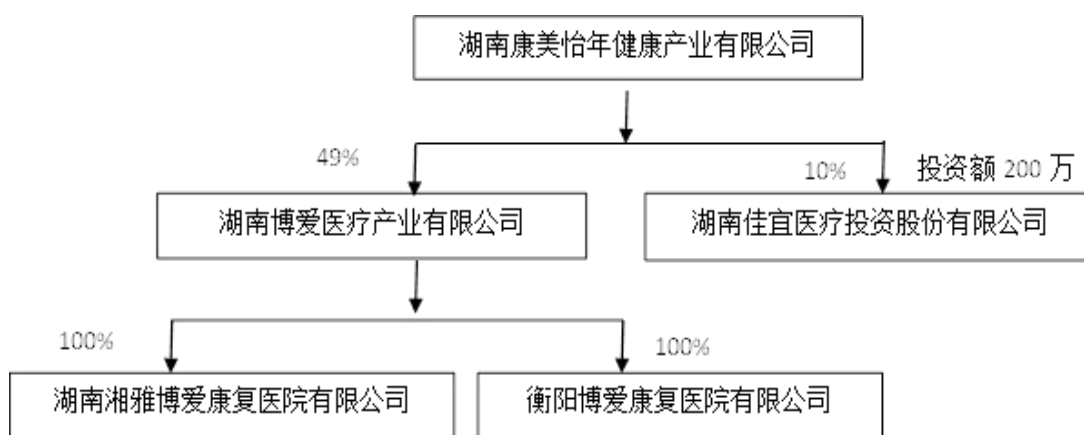 湖南康美怡年健康产业有限公司
49%
10%
投资额 200 万
湖南博爱医疗产业有限公司
湖南佳宜医疗投资股份有限公司
100%
100%
湖南湘雅博爱康复医院有限公司
衡阳博爱康复医院有限公司